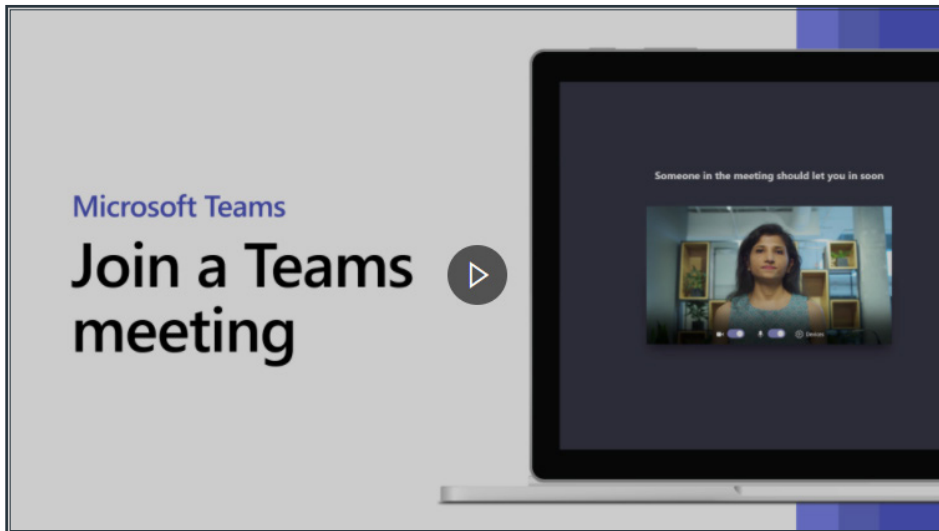 Microsoft Teams
Join a Teams
meeting
Someone in the meeting should let you in soon
Devices